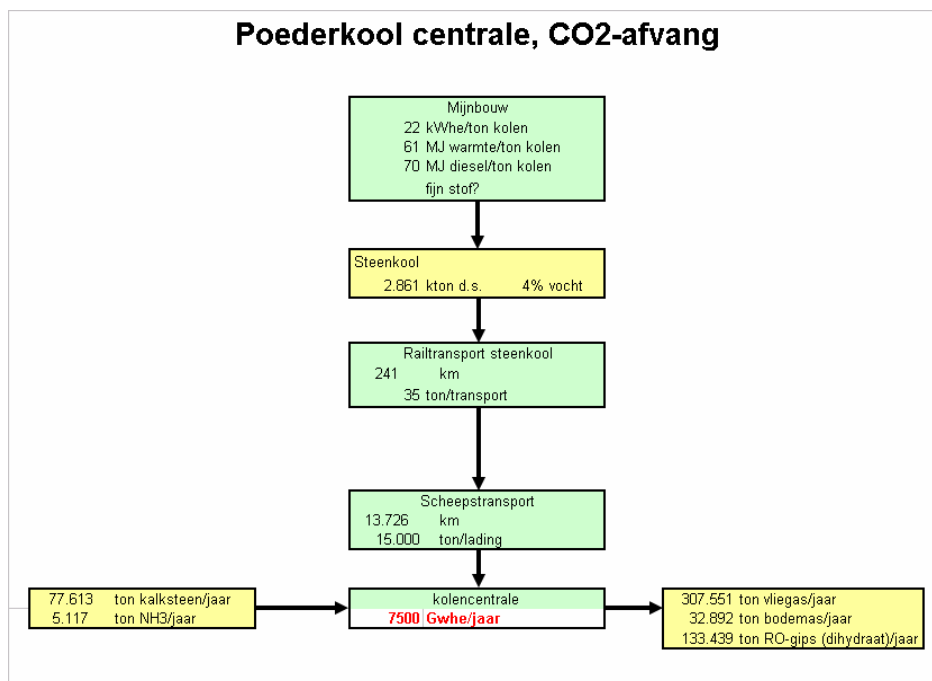 Poederkool centrale, CO2-afvang
Mijnbouw
22 kWhe/ton kolen
61 MJ warmte/ton kolen
70 MJ diesel/ton kolen
fijn stof?
Steenkool
2.861 kton d.s. 4% vocht
Railtransport steenkool
241 km
35 ton/transport
Scheepstransport
13.726 km
15.000 ton/lading
77.613 ton kalksteen/jaar
5.117 ton NH3/jaar
kolencentrale
7500 Gwhe/jaar
307.551 ton vliegas/jaar
32.892 ton bodemas/jaar
133.439 ton RO-gips (dihydraat)/jaar